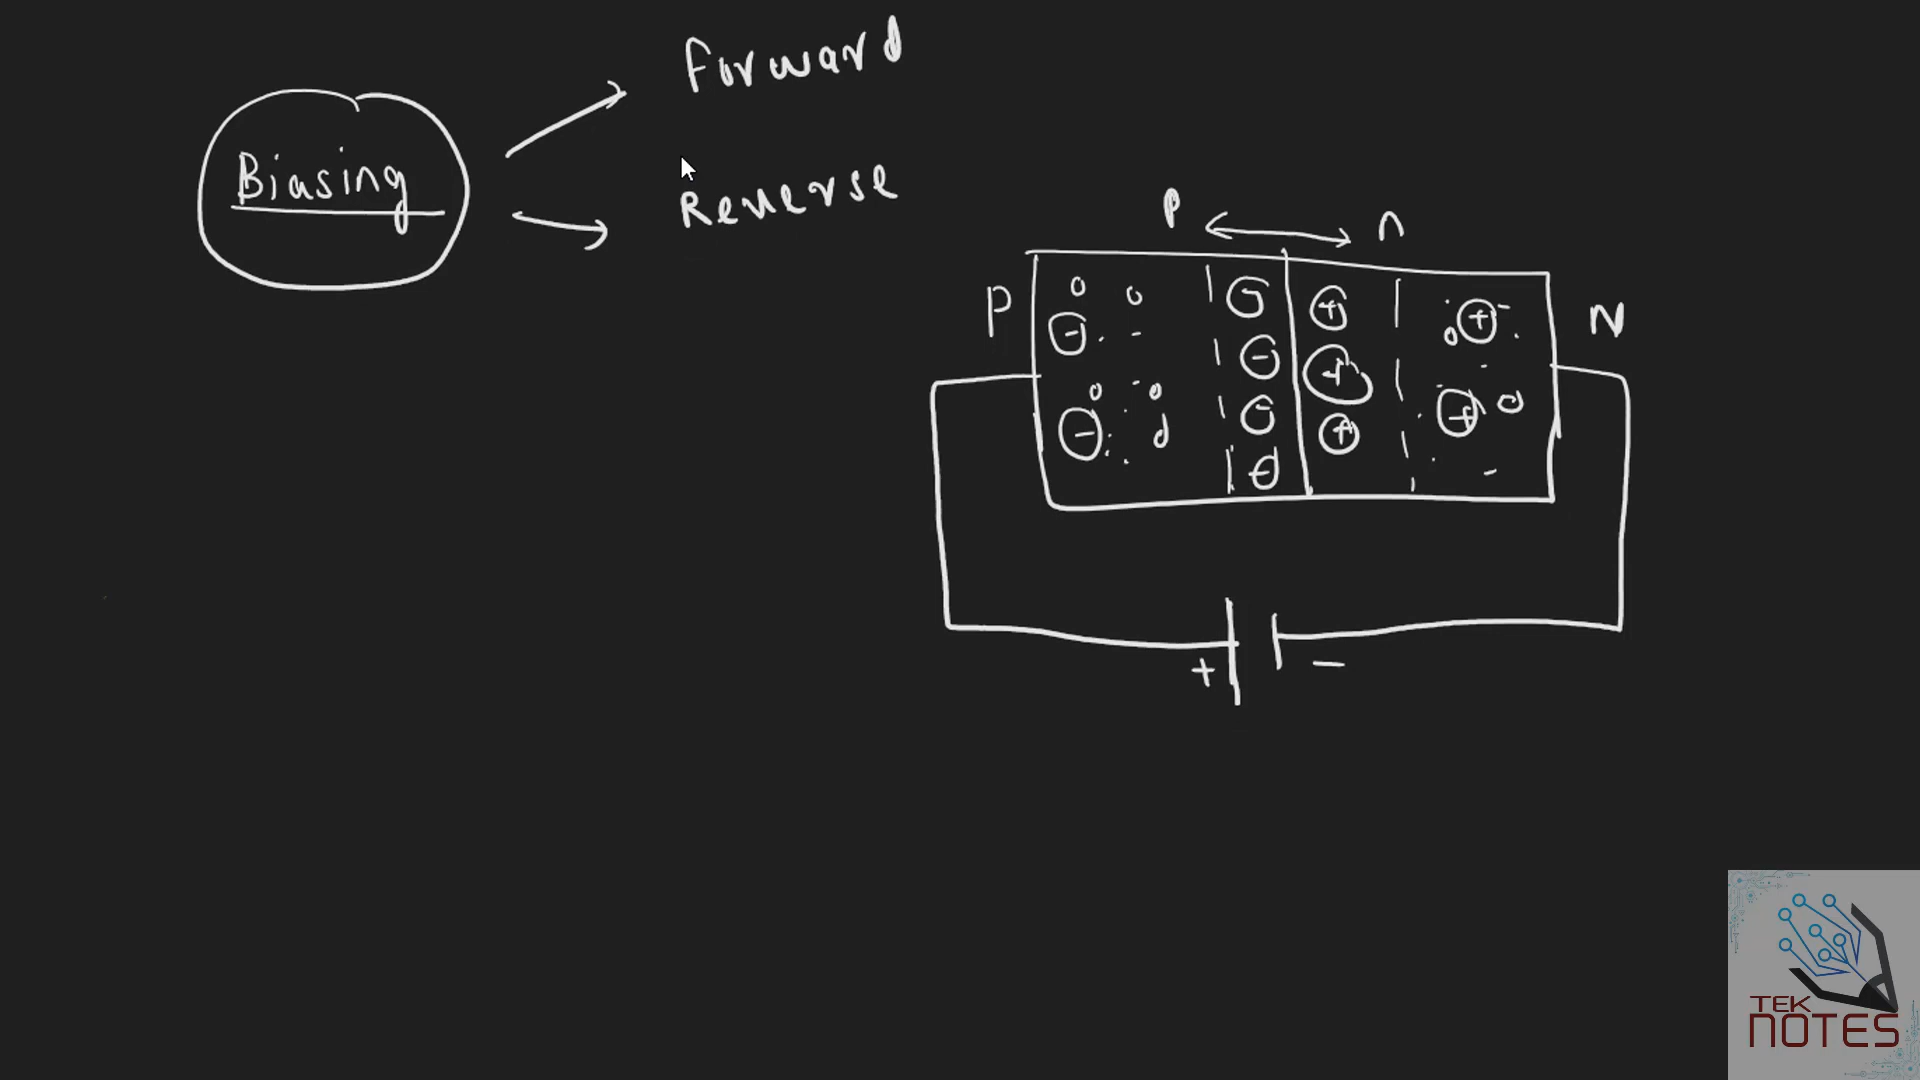 Forward
Biasing
Reverse
P n
P N
+ −
TEK
NOTES